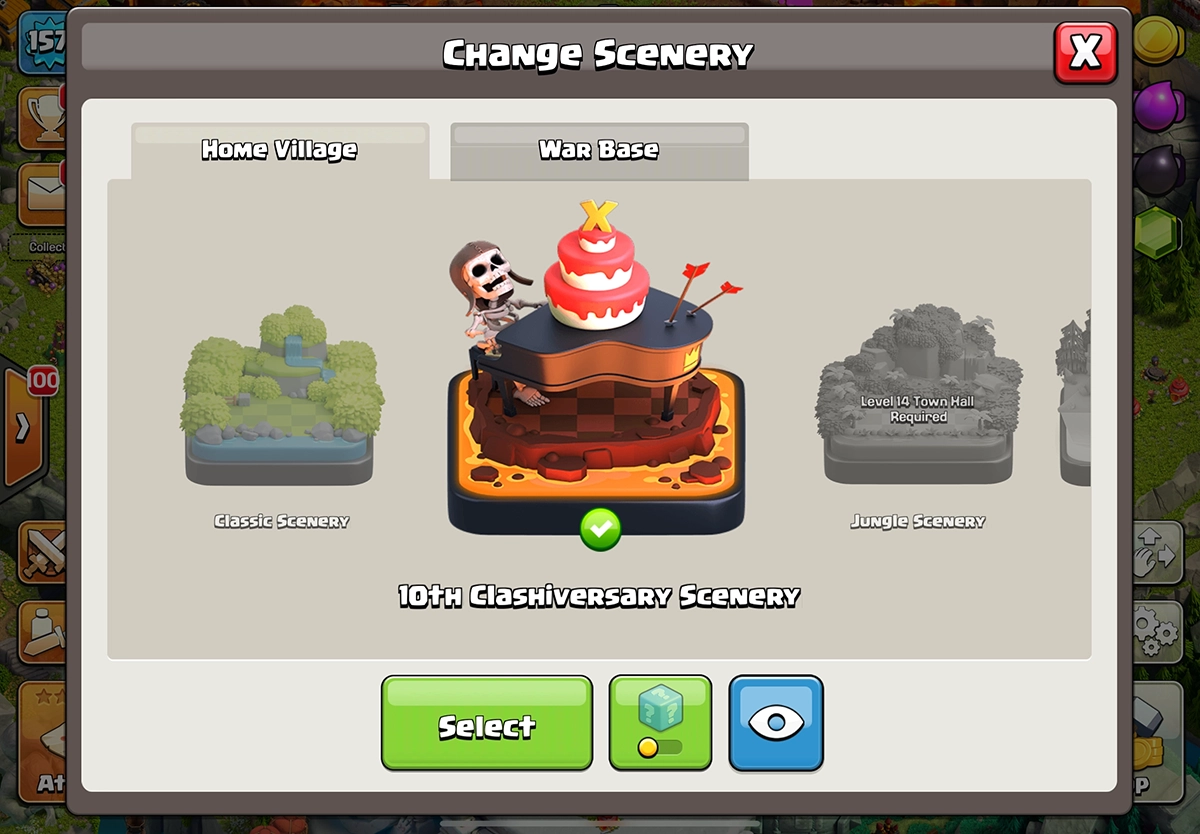 157
Change Scenery
X
Home Village
War Base
Collect
X
100
Level 14 Town Hall
Required
Classic Scenery
Jungle Scenery
10th Clashiversary Scenery
Select
? ? ?
At
p